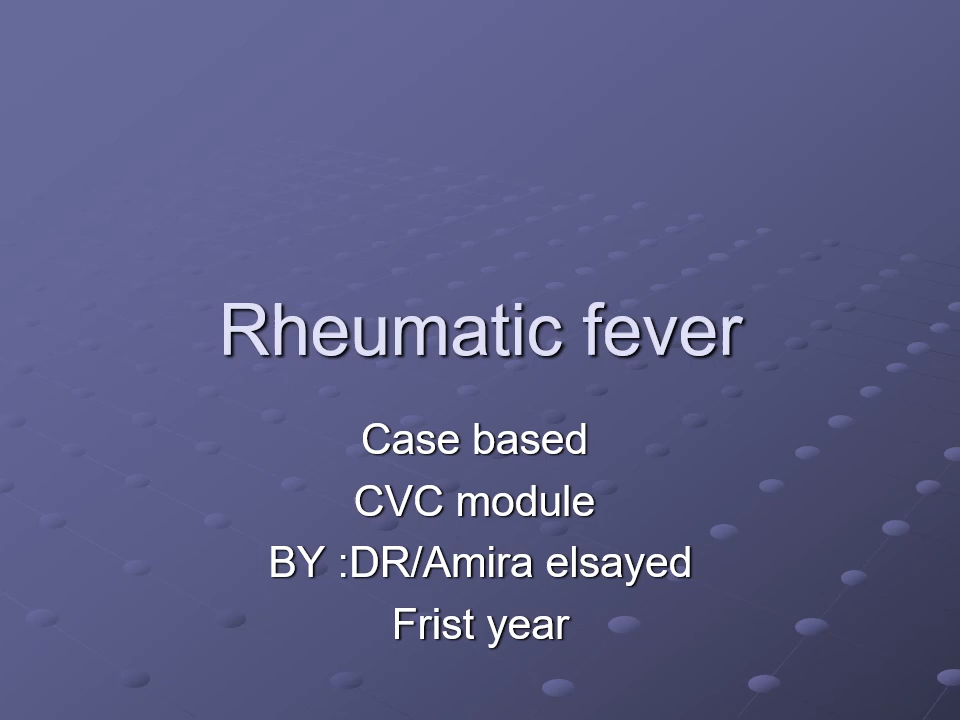 Rheumatic fever
Case based
CVC module
BY :DR/Amira elsayed
Frist year